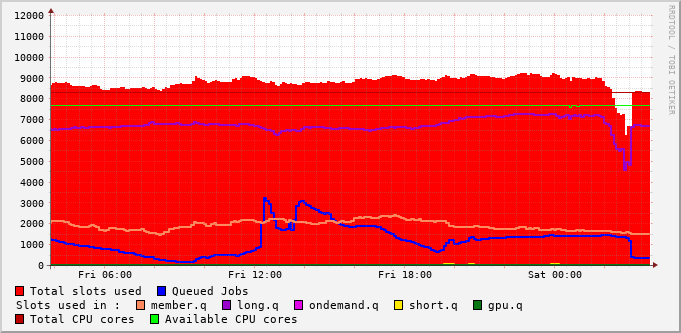 12000
11000
10000
9000
8000
7000
6000
5000
4000
3000
2000
1000
0
Fri 06:00 Fri 12:00 Fri 18:00 Sat 00:00
Total slots used Queued Jobs
Slots used in : member.q long.q ondemand.q short.q gpu.q
Total CPU cores Available CPU cores
RRDTOOL / TOBI OETIKER